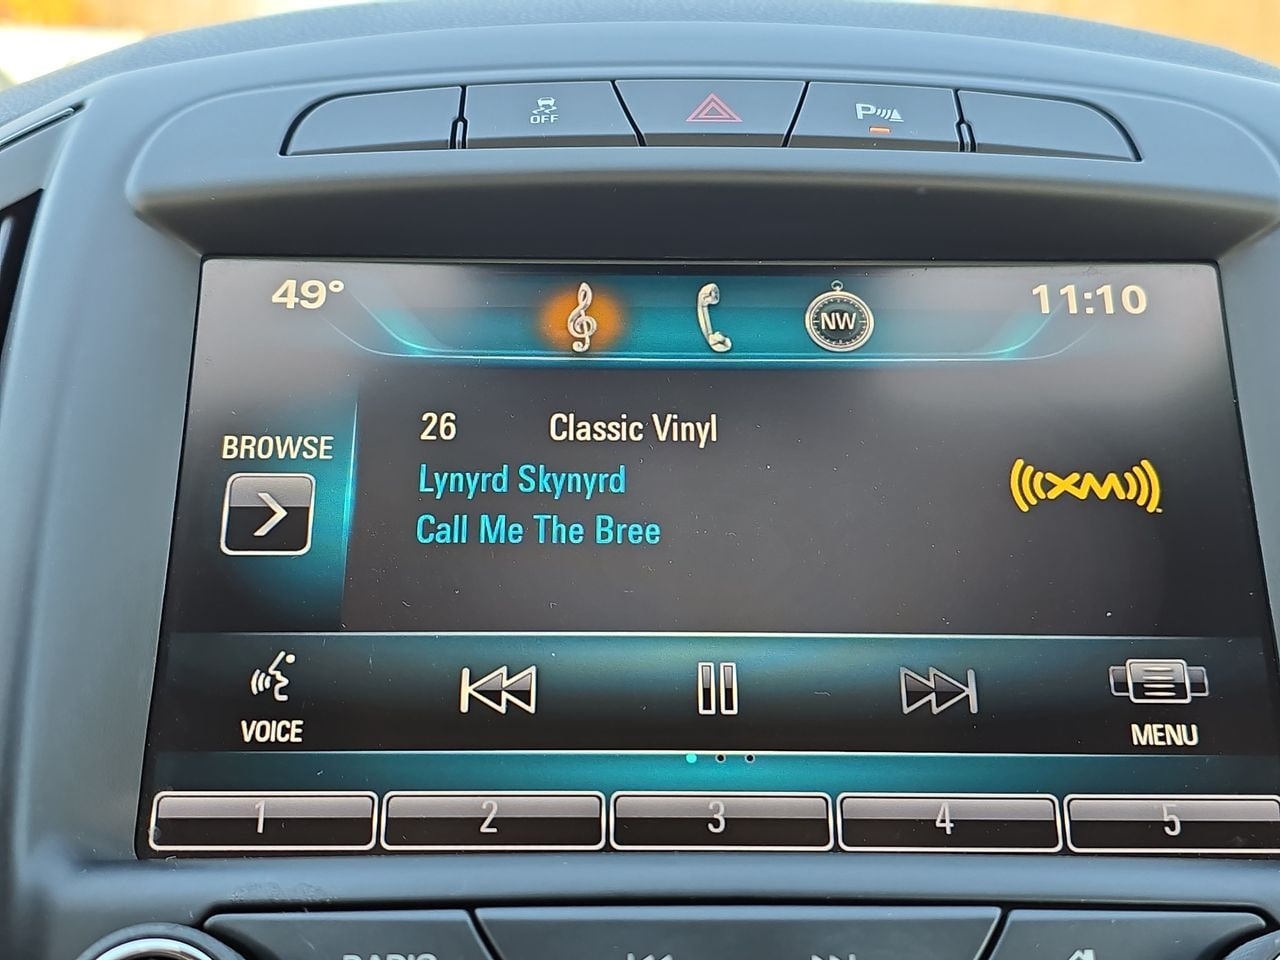 OFF
P
49°
NW
11:10
BROWSE
26 Classic Vinyl
Lynyrd Skynyrd
Call Me The Bree
XM
VOICE
MENU
1 2 3 4 5
RADIO